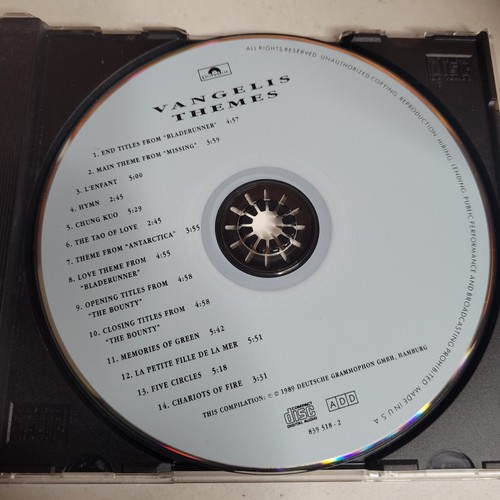 polydor
VANGELIS
THEMES
1. END TITLES FROM "BLADERUNNER" 4:57
2. MAIN THEME FROM "MISSING" 3:59
3. L'ENFANT 5:00
4. HYMN 2:45
5. CHUNG KUO 5:29
6. THE TAO OF LOVE 2:45
7. THEME FROM "ANTARCTICA" 3:55
8. LOVE THEME FROM 4:55
"BLADERUNNER"
9. OPENING TITLES FROM 4:58
"THE BOUNTY"
10. CLOSING TITLES FROM 4:58
"THE BOUNTY"
11. MEMORIES OF GREEN 5:42
12. LA PETITE FILLE DE LA MER 5:51
13. FIVE CIRCLES 5:18
14. CHARIOTS OF FIRE 3:31
THIS COMPILATION: ℗ © 1989 DEUTSCHE GRAMMOPHON GMBH, HAMBURG
COMPACT
disc
DIGITAL AUDIO
ADD
839 518 - 2
ALL RIGHTS RESERVED. UNAUTHORIZED COPYING, REPRODUCTION, HIRING, LENDING, PUBLIC PERFORMANCE AND BROADCASTING PROHIBITED. MADE IN U.S.A.